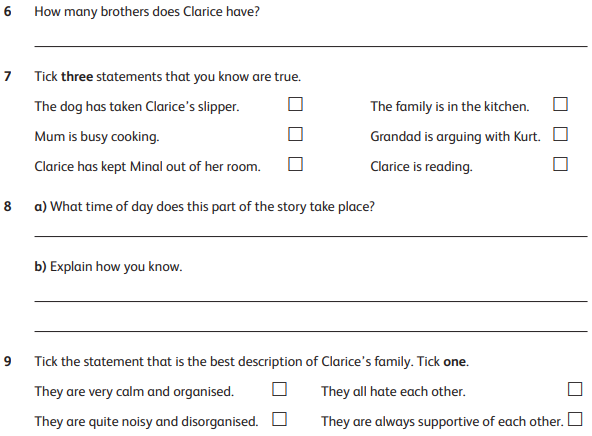 6 How many brothers does Clarice have?
7 Tick three statements that you know are true.
The dog has taken Clarice's slipper. The family is in the kitchen.
Mum is busy cooking. Grandad is arguing with Kurt.
Clarice has kept Minal out of her room. Clarice is reading.
8 a) What time of day does this part of the story take place?
b) Explain how you know.
9 Tick the statement that is the best description of Clarice's family. Tick one.
They are very calm and organised. They all hate each other.
They are quite noisy and disorganised. They are always supportive of each other.